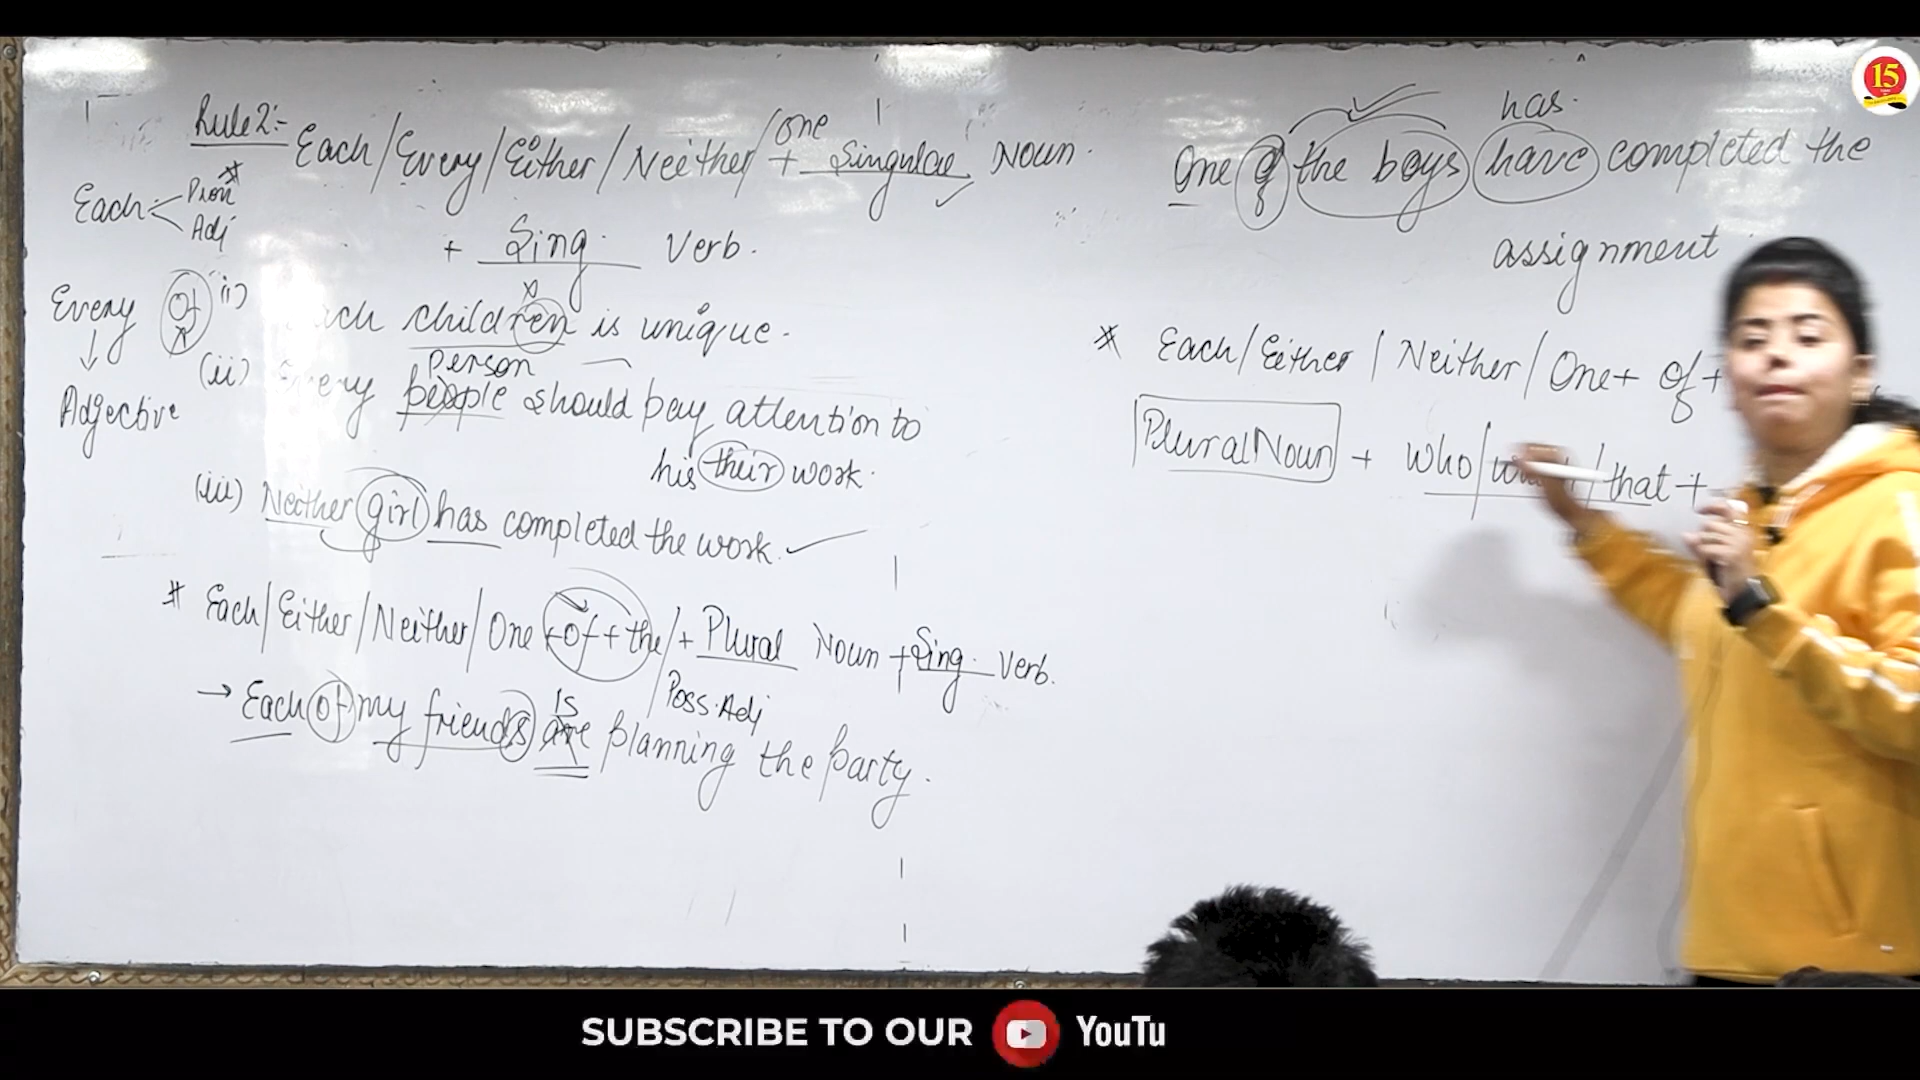 Rule 2:- Each/Every/Either/Neither/one + Singular Noun.
+ Sing. Verb.
Each Pron
Adj
Every of
Adjective
(i) children is unique.
person
(ii) people should pay attention to
his their work.
(iii) Neither girl has completed the work.
* Each/Either/Neither/One + of + the/ + Plural Noun + Sing. Verb.
Poss. Adj
is
→ Each of my friends are planning the party.
has.
One of the boys have completed the
assignment
* Each/Either/Neither/One + of +
Plural Noun + who/ /that +
15
SUBSCRIBE TO OUR YouTu